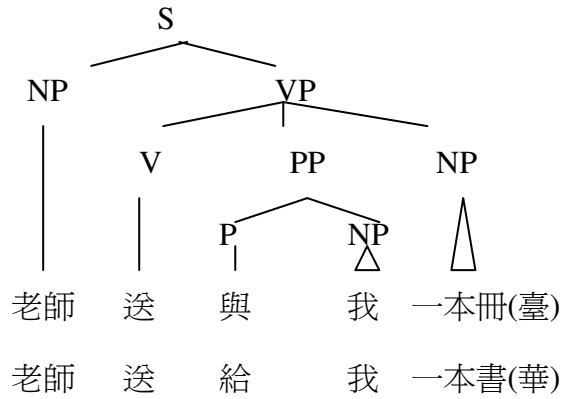 S
NP VP
V PP NP
P NP
老師 送 與 我 一本冊(臺)
老師 送 給 我 一本書(華)